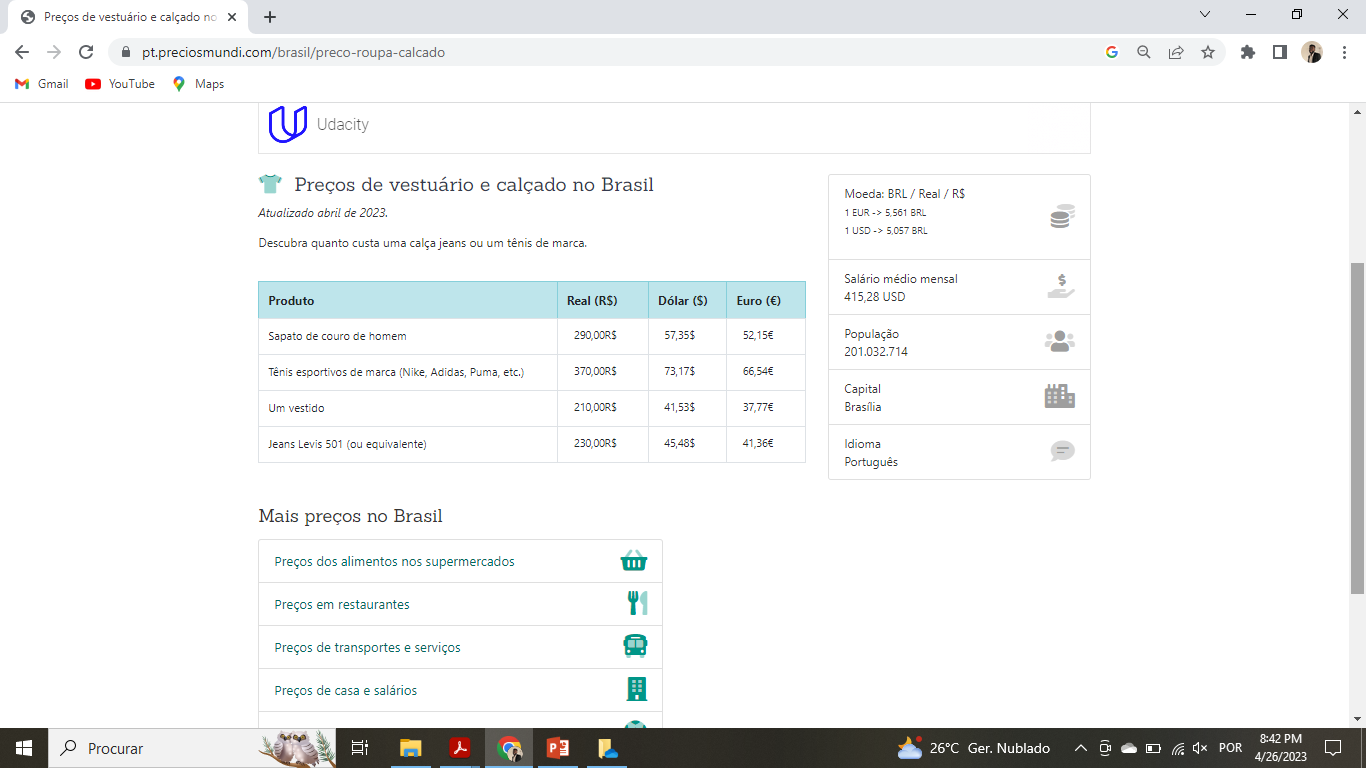 Preços de vestuário e calçado no
pt.preciosmundi.com/brasil/preco-roupa-calcado
Gmail YouTube Maps
Udacity
Preços de vestuário e calçado no Brasil
Atualizado abril de 2023.
Descubra quanto custa uma calça jeans ou um tênis de marca.
Produto Real (R$) Dólar ($) Euro (€)
Sapato de couro de homem 290,00R$ 57,35$ 52,15€
Tênis esportivos de marca (Nike, Adidas, Puma, etc.) 370,00R$ 73,17$ 66,54€
Um vestido 210,00R$ 41,53$ 37,77€
Jeans Levis 501 (ou equivalente) 230,00R$ 45,48$ 41,36€
Moeda: BRL / Real / R$
1 EUR -> 5,561 BRL
1 USD -> 5,057 BRL
Salário médio mensal
415,28 USD
População
201.032.714
Capital
Brasília
Idioma
Português
Mais preços no Brasil
Preços dos alimentos nos supermercados
Preços em restaurantes
Preços de transportes e serviços
Preços de casa e salários
Procurar
26°C Ger. Nublado
POR
8:42 PM
4/26/2023